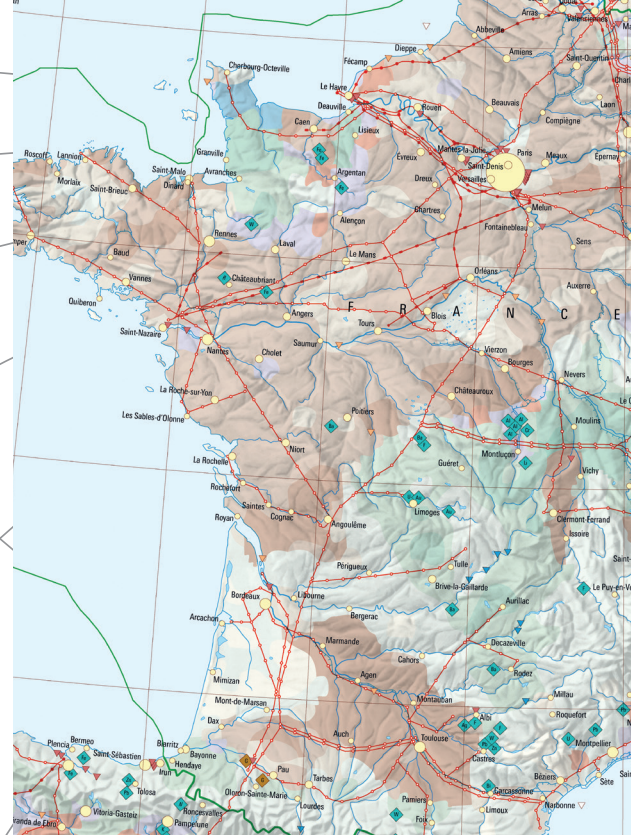 Arras
Valenciennes
Abbeville
Dieppe
Amiens
Saint-Quentin
Cherbourg-Octeville
Fécamp
Le Havre
Rouen
Beauvais
Laon
Deauville
Compiègne
Caen
Lisieux
Mantes-la-Jolie
Paris
Meaux
Epernay
Saint-Denis
Evreux
Versailles
Granville
Roscoff
Lannion
Morlaix
Saint-Malo
Avranches
Argentan
Dreux
Dinard
Saint-Brieuc
Chartres
Melun
Alençon
Fontainebleau
Rennes
Laval
Le Mans
Sens
Baud
Vannes
Châteaubriant
Orléans
Auxerre
Quiberon
F R A N C E
Angers
Blois
Saint-Nazaire
Tours
Saumur
Nantes
Cholet
Vierzon
Bourges
Nevers
La Roche-sur-Yon
Châteauroux
Les Sables-d'Olonne
Poitiers
Moulins
Niort
La Rochelle
Guéret
Montluçon
Vichy
Rochefort
Saintes
Limoges
Cognac
Royan
Angoulême
Clermont-Ferrand
Issoire
Périgueux
Tulle
Brive-la-Gaillarde
Bordeaux
Libourne
Aurillac
Arcachon
Bergerac
Marmande
Decazeville
Cahors
Rodez
Mimizan
Agen
Millau
Mont-de-Marsan
Montauban
Roquefort
Dax
Albi
Auch
Toulouse
Montpellier
Castres
Plencia
Bermeo
Biarritz
Bayonne
Saint-Sébastien
Hendaye
Irun
Pau
Tarbes
Béziers
Sète
Tolosa
Oloron-Sainte-Marie
Carcassonne
Pamiers
Narbonne
Vitoria-Gasteiz
Roncesvalles
Lourdes
Limoux
Foix
Pampelune